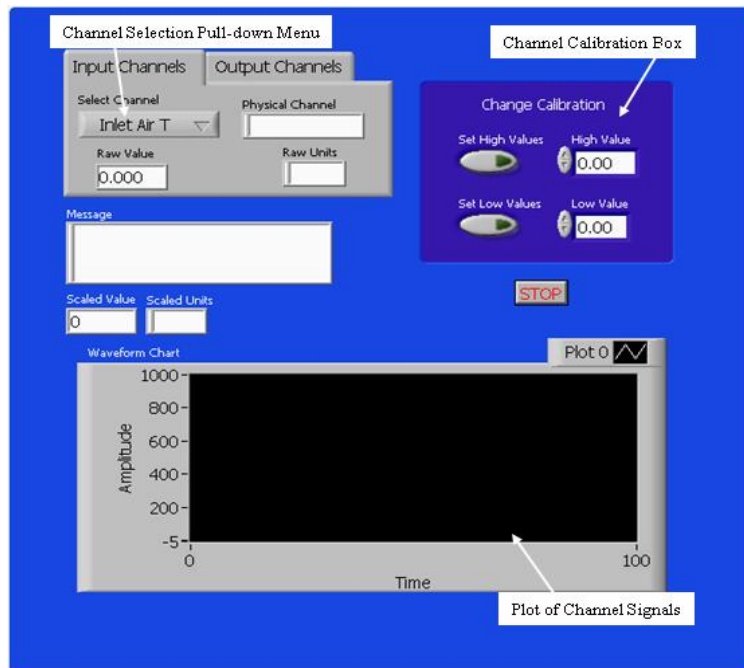 Channel Selection Pull-down Menu
Channel Calibration Box
Input Channels
Output Channels
Select Channel
Physical Channel
Inlet Air T
Raw Value
Raw Units
0.000
Change Calibration
Set High Values
High Value
0.00
Set Low Values
Low Value
0.00
Message
Scaled Value
Scaled Units
0
STOP
Waveform Chart
Plot 0
1000
800
600
400
200
-5
Amplitude
0
100
Time
Plot of Channel Signals